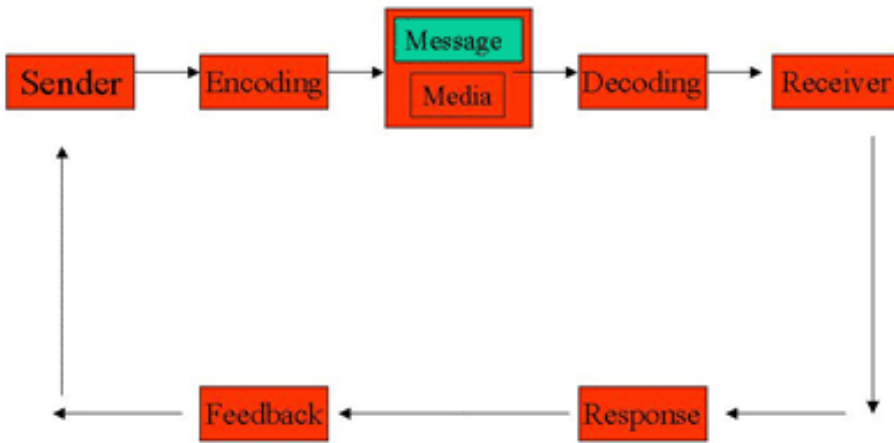 Message
Sender
Encoding
Media
Decoding
Receiver
Feedback
Response